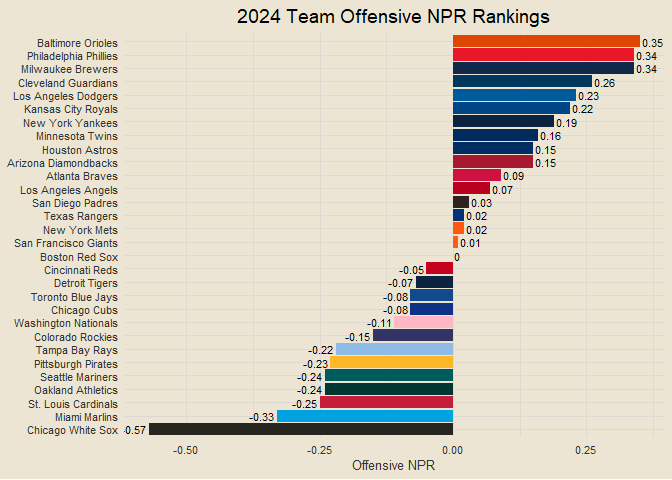 2024 Team Offensive NPR Rankings
Baltimore Orioles 0.35
Philadelphia Phillies 0.34
Milwaukee Brewers 0.34
Cleveland Guardians 0.26
Los Angeles Dodgers 0.23
Kansas City Royals 0.22
New York Yankees 0.19
Minnesota Twins 0.16
Houston Astros 0.15
Arizona Diamondbacks 0.15
Atlanta Braves 0.09
Los Angeles Angels 0.07
San Diego Padres 0.03
Texas Rangers 0.02
New York Mets 0.02
San Francisco Giants 0.01
Boston Red Sox 0
Cincinnati Reds -0.05
Detroit Tigers -0.07
Toronto Blue Jays -0.08
Chicago Cubs -0.08
Washington Nationals -0.11
Colorado Rockies -0.15
Tampa Bay Rays -0.22
Pittsburgh Pirates -0.23
Seattle Mariners -0.24
Oakland Athletics -0.24
St. Louis Cardinals -0.25
Miami Marlins -0.33
Chicago White Sox -0.57
-0.50 -0.25 0.00 0.25
Offensive NPR